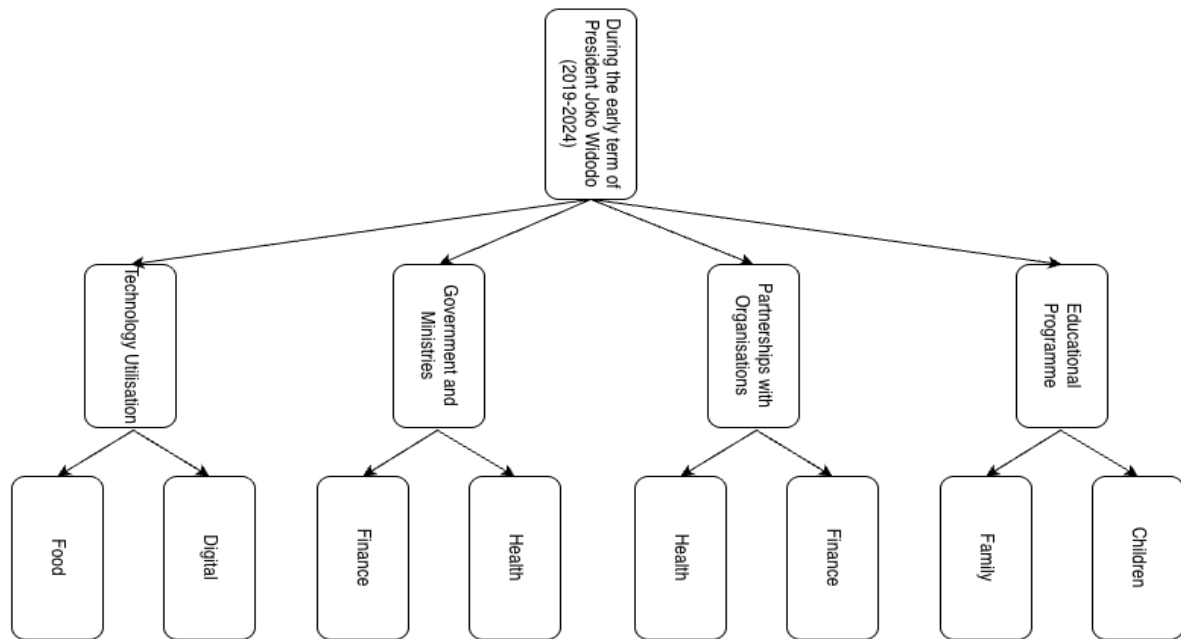 During the early term of
President Joko Widodo
(2019-2024)
Educational
Programme
Partnerships with
Organisations
Government and
Ministries
Technology Utilisation
Children
Family
Finance
Health
Health
Finance
Digital
Food